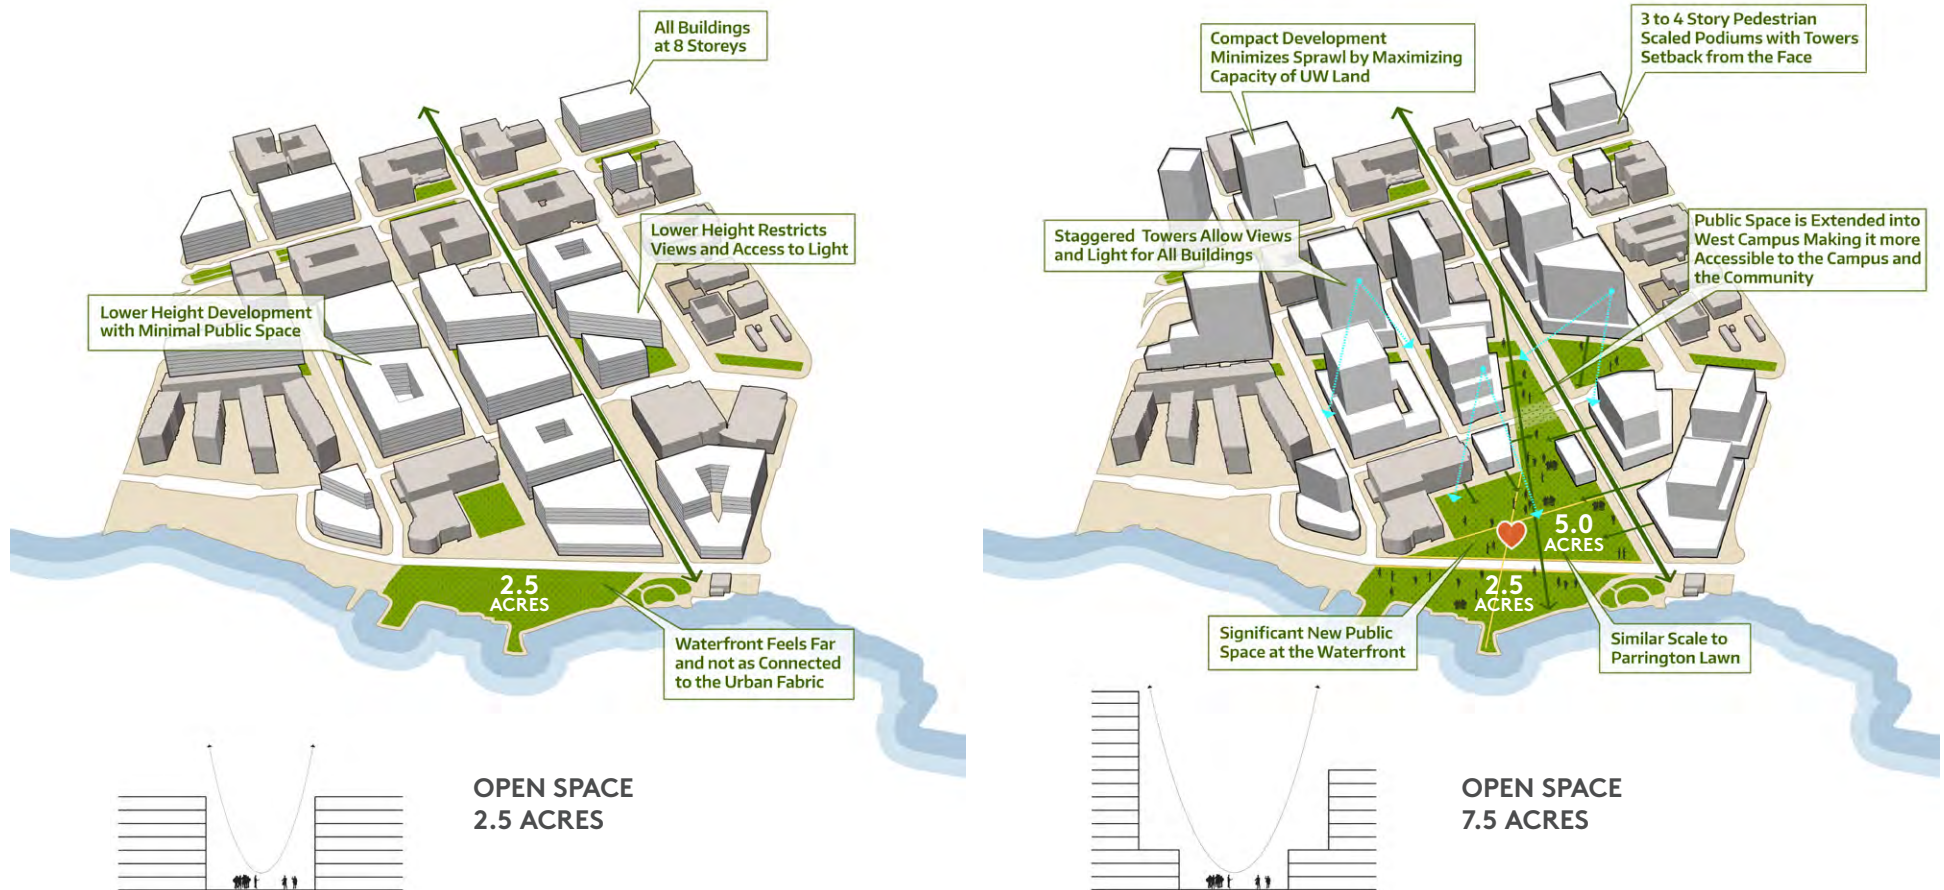 All Buildings
at 8 Storeys
Lower Height Restricts
Views and Access to Light
Lower Height Development
with Minimal Public Space
2.5
ACRES
Waterfront Feels Far
and not as Connected
to the Urban Fabric
OPEN SPACE
2.5 ACRES
Compact Development
Minimizes Sprawl by Maximizing
Capacity of UW Land
3 to 4 Story Pedestrian
Scaled Podiums with Towers
Setback from the Face
Staggered Towers Allow Views
and Light for All Buildings
Public Space is Extended into
West Campus Making it more
Accessible to the Campus and
the Community
5.0
ACRES
2.5
ACRES
Significant New Public
Space at the Waterfront
Similar Scale to
Parrington Lawn
OPEN SPACE
7.5 ACRES